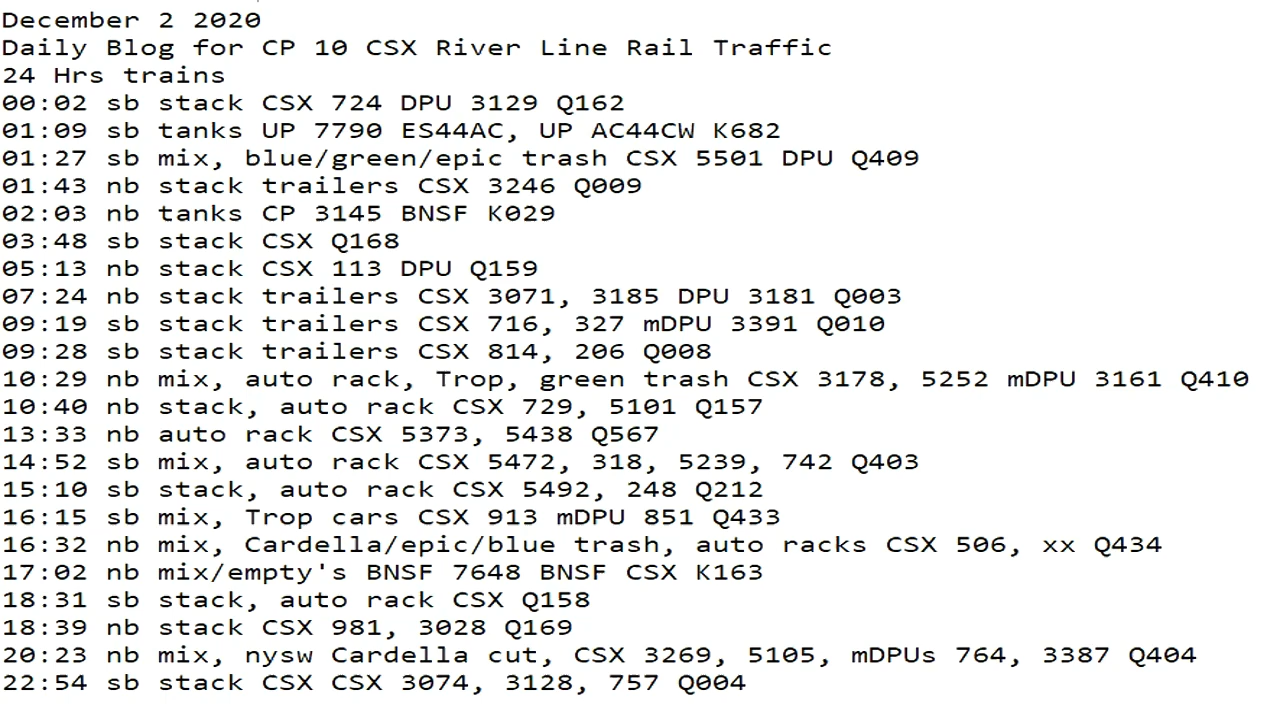 December 2 2020
Daily Blog for CP 10 CSX River Line Rail Traffic
24 Hrs trains
00:02 sb stack CSX 724 DPU 3129 Q162
01:09 sb tanks UP 7790 ES44AC, UP AC44CW K682
01:27 sb mix, blue/green/epic trash CSX 5501 DPU Q409
01:43 nb stack trailers CSX 3246 Q009
02:03 nb tanks CP 3145 BNSF K029
03:48 sb stack CSX Q168
05:13 nb stack CSX 113 DPU Q159
07:24 nb stack trailers CSX 3071, 3185 DPU 3181 Q003
09:19 sb stack trailers CSX 716, 327 mDPU 3391 Q010
09:28 sb stack trailers CSX 814, 206 Q008
10:29 nb mix, auto rack, Trop, green trash CSX 3178, 5252 mDPU 3161 Q410
10:40 nb stack, auto rack CSX 729, 5101 Q157
13:33 nb auto rack CSX 5373, 5438 Q567
14:52 sb mix, auto rack CSX 5472, 318, 5239, 742 Q403
15:10 sb stack, auto rack CSX 5492, 248 Q212
16:15 sb mix, Trop cars CSX 913 mDPU 851 Q433
16:32 nb mix, Cardella/epic/blue trash, auto racks CSX 506, xx Q434
17:02 nb mix/empty's BNSF 7648 BNSF CSX K163
18:31 sb stack, auto rack CSX Q158
18:39 nb stack CSX 981, 3028 Q169
20:23 nb mix, nysw Cardella cut, CSX 3269, 5105, mDPUs 764, 3387 Q404
22:54 sb stack CSX CSX 3074, 3128, 757 Q004